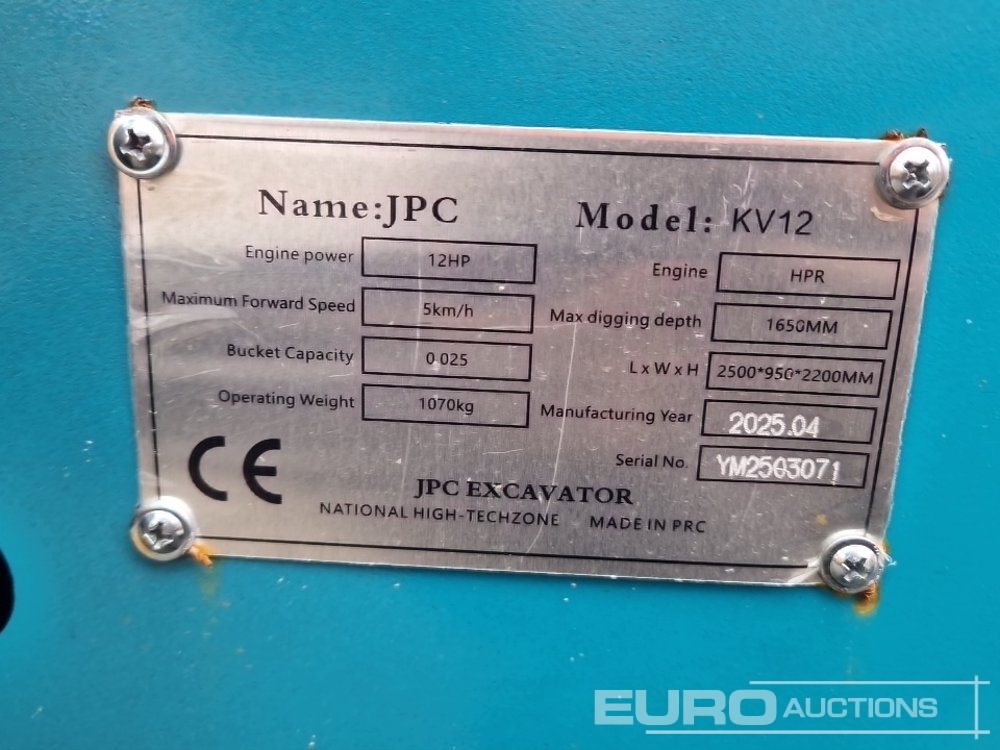 Name:JPC Model: KV12
Engine power 12HP Engine HPR
Maximum Forward Speed 5km/h Max digging depth 1650MM
Bucket Capacity 0.025 L x W x H 2500*950*2200MM
Operating Weight 1070kg Manufacturing Year 2025.04
Serial No. YM2503071
CE
JPC EXCAVATOR
NATIONAL HIGH-TECHZONE MADE IN PRC
EURO AUCTIONS